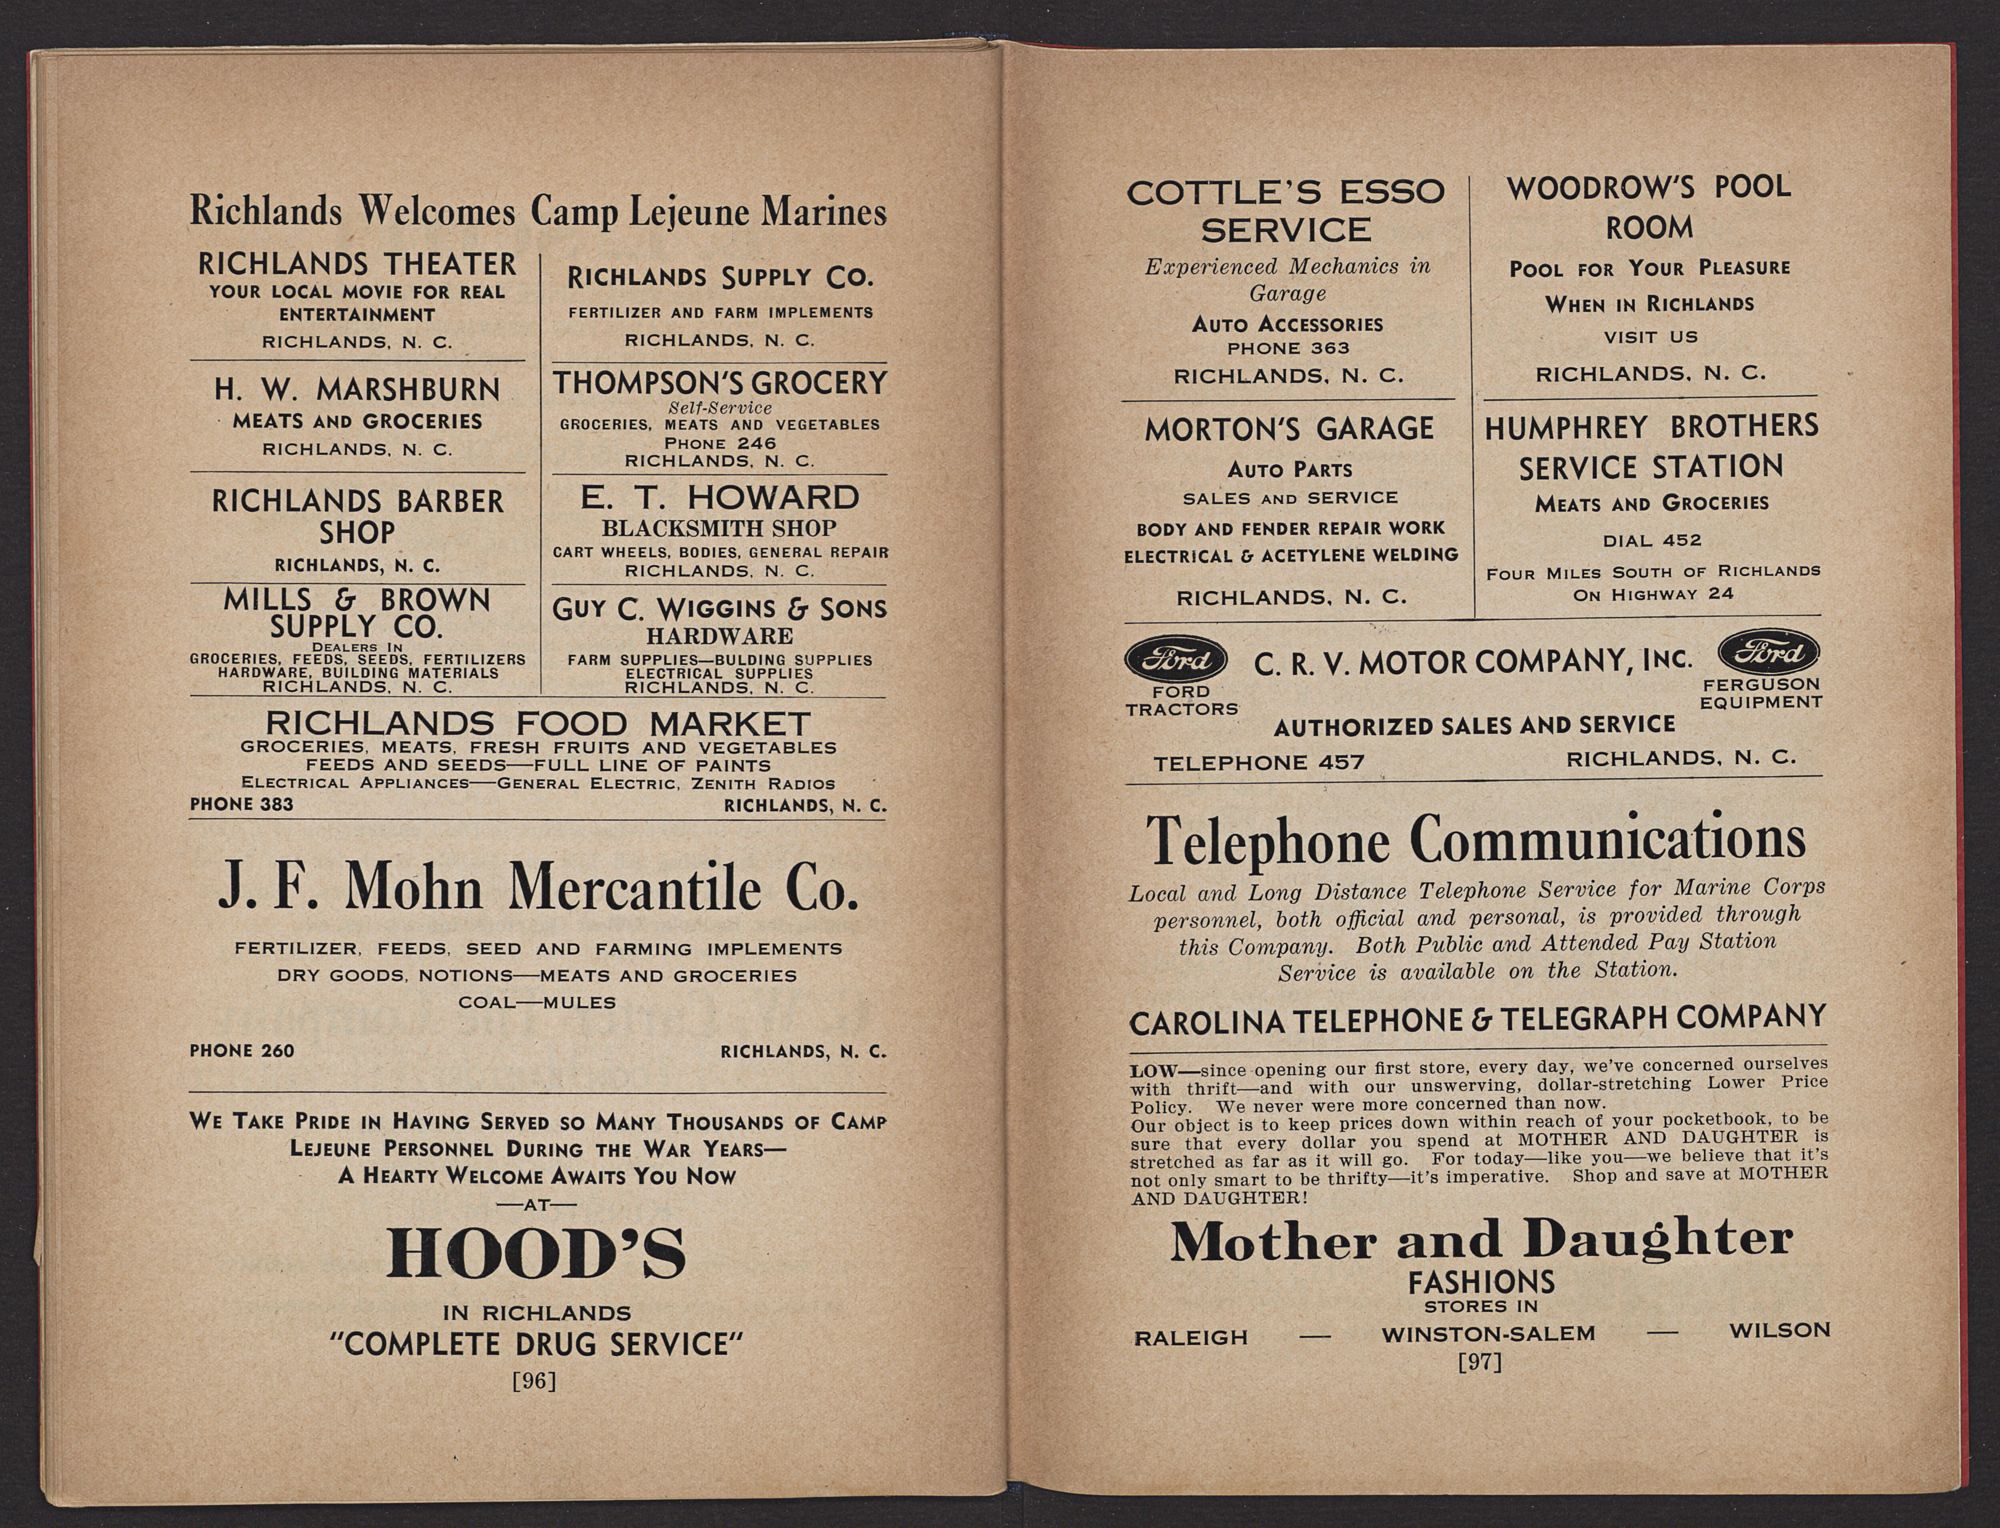 Richlands Welcomes Camp Lejeune Marines
RICHLANDS THEATER
YOUR LOCAL MOVIE FOR REAL
ENTERTAINMENT
RICHLANDS, N. C.
H. W. MARSHBURN
MEATS AND GROCERIES
RICHLANDS, N. C.
RICHLANDS BARBER
SHOP
RICHLANDS, N. C.
MILLS & BROWN
SUPPLY CO.
DEALERS IN
GROCERIES, FEEDS, SEEDS, FERTILIZERS
HARDWARE, BUILDING MATERIALS
RICHLANDS, N. C.
RICHLANDS SUPPLY CO.
FERTILIZER AND FARM IMPLEMENTS
RICHLANDS, N. C.
THOMPSON'S GROCERY
Self-Service
GROCERIES, MEATS AND VEGETABLES
PHONE 246
RICHLANDS, N. C.
E. T. HOWARD
BLACKSMITH SHOP
CART WHEELS, BODIES, GENERAL REPAIR
RICHLANDS, N. C.
GUY C. WIGGINS & SONS
HARDWARE
FARM SUPPLIES—BULDING SUPPLIES
ELECTRICAL SUPPLIES
RICHLANDS, N. C.
RICHLANDS FOOD MARKET
GROCERIES, MEATS, FRESH FRUITS AND VEGETABLES
FEEDS AND SEEDS—FULL LINE OF PAINTS
ELECTRICAL APPLIANCES—GENERAL ELECTRIC, ZENITH RADIOS
PHONE 383 RICHLANDS, N. C.
J. F. Mohn Mercantile Co.
FERTILIZER, FEEDS, SEED AND FARMING IMPLEMENTS
DRY GOODS, NOTIONS—MEATS AND GROCERIES
COAL—MULES
PHONE 260 RICHLANDS, N. C.
WE TAKE PRIDE IN HAVING SERVED SO MANY THOUSANDS OF CAMP
LEJEUNE PERSONNEL DURING THE WAR YEARS—
A HEARTY WELCOME AWAITS YOU NOW
—AT—
HOOD'S
IN RICHLANDS
"COMPLETE DRUG SERVICE"
[96]
COTTLE'S ESSO
SERVICE
Experienced Mechanics in
Garage
AUTO ACCESSORIES
PHONE 363
RICHLANDS, N. C.
WOODROW'S POOL
ROOM
POOL FOR YOUR PLEASURE
WHEN IN RICHLANDS
VISIT US
RICHLANDS, N. C.
MORTON'S GARAGE
AUTO PARTS
SALES AND SERVICE
BODY AND FENDER REPAIR WORK
ELECTRICAL & ACETYLENE WELDING
RICHLANDS, N. C.
HUMPHREY BROTHERS
SERVICE STATION
MEATS AND GROCERIES
DIAL 452
FOUR MILES SOUTH OF RICHLANDS
ON HIGHWAY 24
Ford
FORD
TRACTORS
C. R. V. MOTOR COMPANY, INC.
Ford
FERGUSON
EQUIPMENT
AUTHORIZED SALES AND SERVICE
TELEPHONE 457 RICHLANDS, N. C.
Telephone Communications
Local and Long Distance Telephone Service for Marine Corps
personnel, both official and personal, is provided through
this Company. Both Public and Attended Pay Station
Service is available on the Station.
CAROLINA TELEPHONE & TELEGRAPH COMPANY
LOW—since opening our first store, every day, we've concerned ourselves
with thrift—and with our unswerving, dollar-stretching Lower Price
Policy. We never were more concerned than now.
Our object is to keep prices down within reach of your pocketbook, to be
sure that every dollar you spend at MOTHER AND DAUGHTER is
stretched as far as it will go. For today—like you—we believe that it's
not only smart to be thrifty—it's imperative. Shop and save at MOTHER
AND DAUGHTER!
Mother and Daughter
FASHIONS
STORES IN
RALEIGH — WINSTON-SALEM — WILSON
[97]